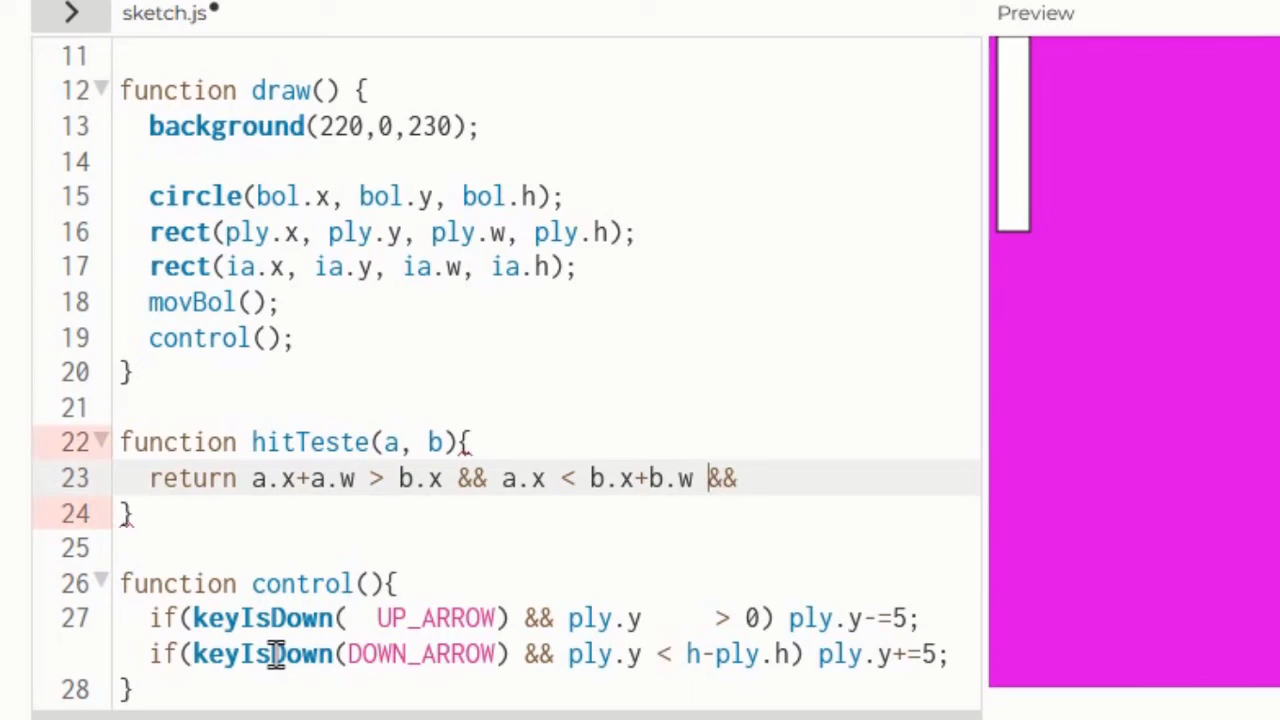 sketch.js
Preview
11
12 function draw() {
13   background(220,0,230);
14
15   circle(bol.x, bol.y, bol.h);
16   rect(ply.x, ply.y, ply.w, ply.h);
17   rect(ia.x, ia.y, ia.w, ia.h);
18   movBol();
19   control();
20 }
21
22 function hitTeste(a, b){
23   return a.x+a.w > b.x && a.x < b.x+b.w &&
24 }
25
26 function control(){
27   if(keyIsDown(  UP_ARROW) && ply.y     > 0) ply.y-=5;
   if(keyIsDown(DOWN_ARROW) && ply.y < h-ply.h) ply.y+=5;
28 }